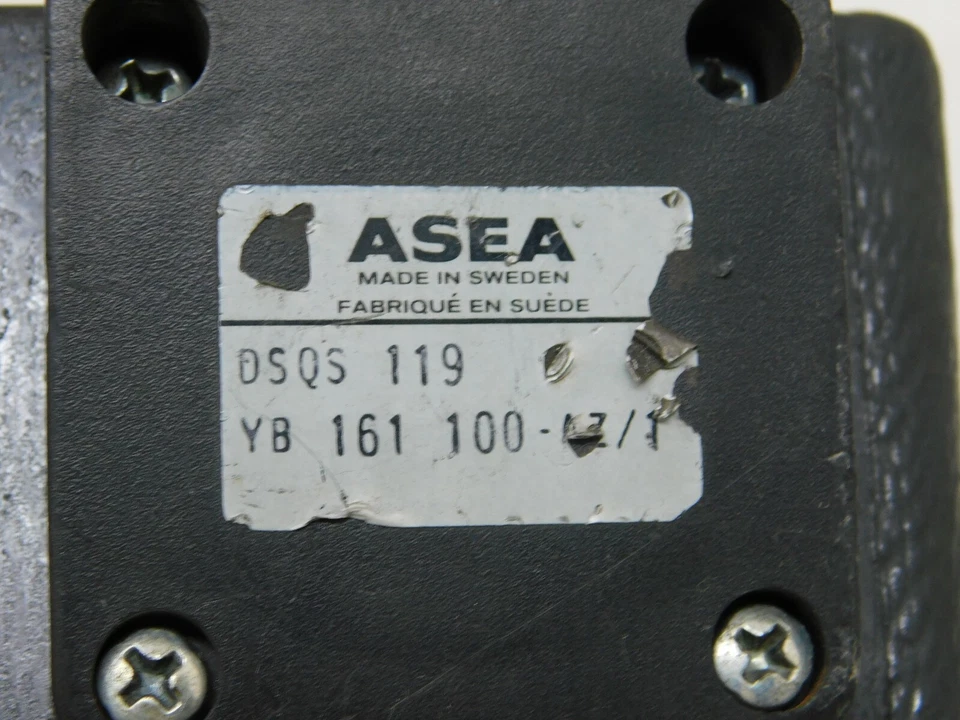 ASEA
MADE IN SWEDEN
FABRIQUÉ EN SUÈDE
DSQS 119
YB 161 100-